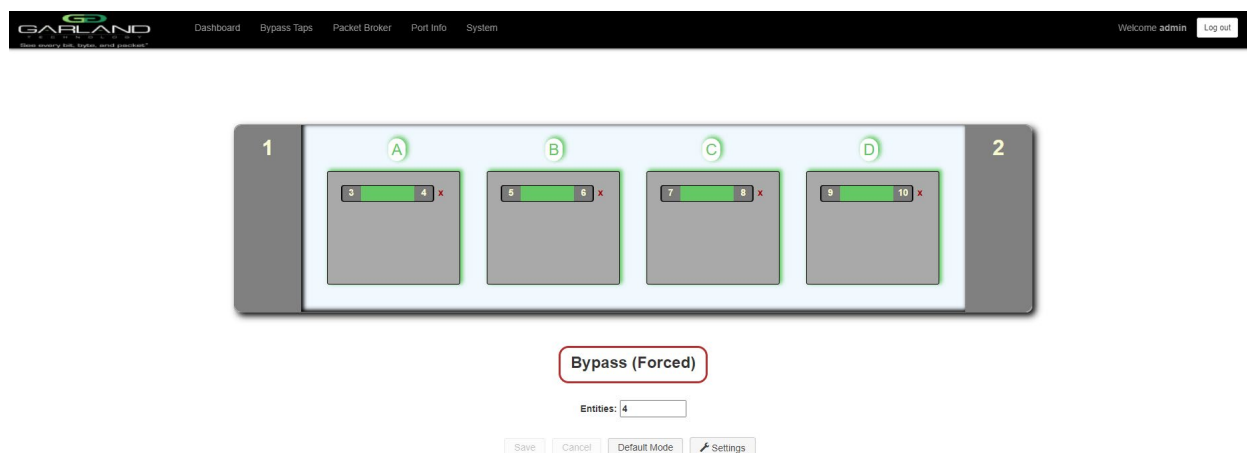 GARLAND
TECHNOLOGY
See every bit, byte, and packet®
Dashboard Bypass Taps Packet Broker Port Info System
Welcome admin Log out
1 A B C D 2
3 4 x 5 6 x 7 8 x 9 10 x
Bypass (Forced)
Entities: 4
Save Cancel Default Mode Settings